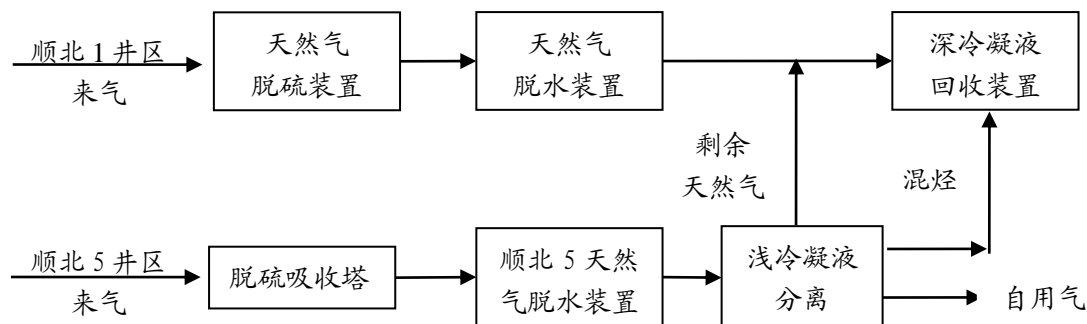 顺北 1 井区
来气
天然气
脱硫装置
天然气
脱水装置
深冷凝液
回收装置
剩余
天然气
混烃
顺北 5 井区
来气
脱硫吸收塔
顺北 5 天然
气脱水装置
浅冷凝液
分离
自用气